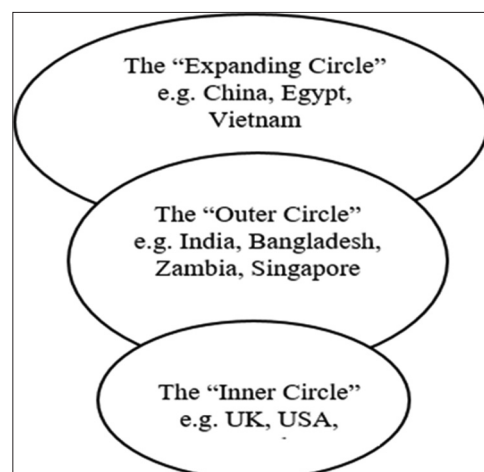 The “Expanding Circle”
e.g. China, Egypt,
Vietnam
The “Outer Circle”
e.g. India, Bangladesh,
Zambia, Singapore
The “Inner Circle”
e.g. UK, USA,